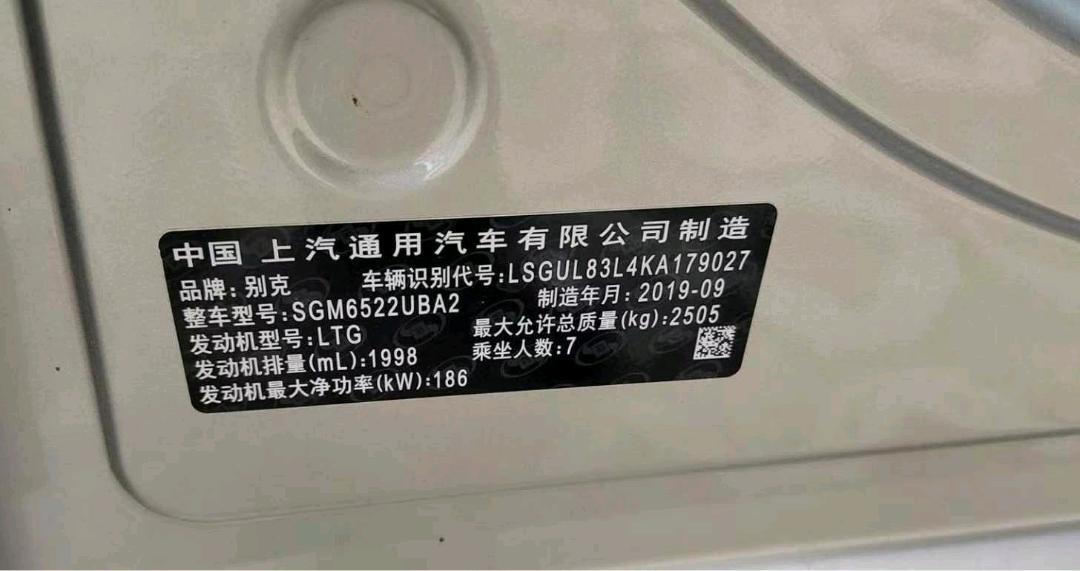 中国 上汽通用汽车有限公司制造
品牌:别克 车辆识别代号:LSGUL83L4KA179027
整车型号:SGM6522UBA2 制造年月:2019-09
发动机型号:LTG 最大允许总质量(kg):2505
发动机排量(mL):1998 乘坐人数:7
发动机最大净功率(kW):186